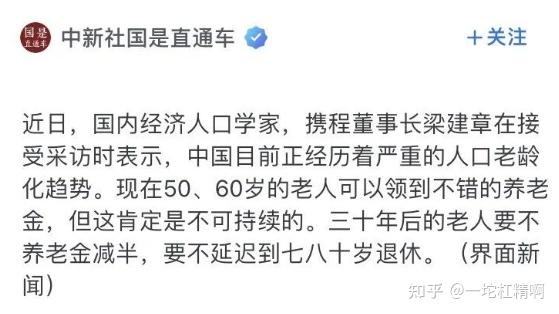 国是
直通车
中新社国是直通车
+关注
近日，国内经济人口学家，携程董事长梁建章在接
受采访时表示，中国目前正经历着严重的人口老龄
化趋势。现在50、60岁的老人可以领到不错的养老
金，但这肯定是不可持续的。三十年后的老人要不
养老金减半，要不延迟到七八十岁退休。（界面新
闻）
知乎 @一坨杠精啊